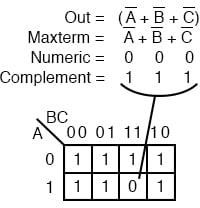 Out = (A̅ + B̅ + C̅)
Maxterm = A̅ + B̅ + C̅
Numeric = 0 0 0
Complement = 1 1 1
BC
A 00 01 11 10
0 1 1 1 1
1 1 1 0 1